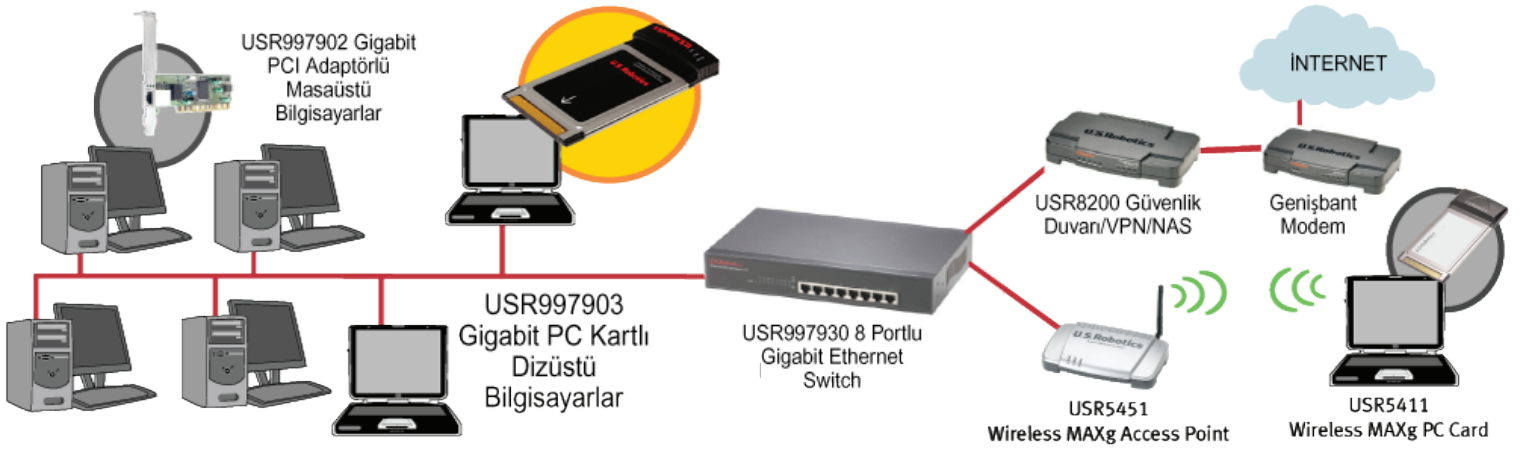 USR997902 Gigabit
PCI Adaptörlü
Masaüstü
Bilgisayarlar
U.S.Robotics
İNTERNET
U.S.Robotics
U.S.Robotics
USR8200 Güvenlik
Duvarı/VPN/NAS
Genişbant
Modem
USR997903
Gigabit PC Kartlı
Dizüstü
Bilgisayarlar
USR997930 8 Portlu
Gigabit Ethernet
Switch
U.S.Robotics
USR5451
Wireless MAXg Access Point
USR5411
Wireless MAXg PC Card